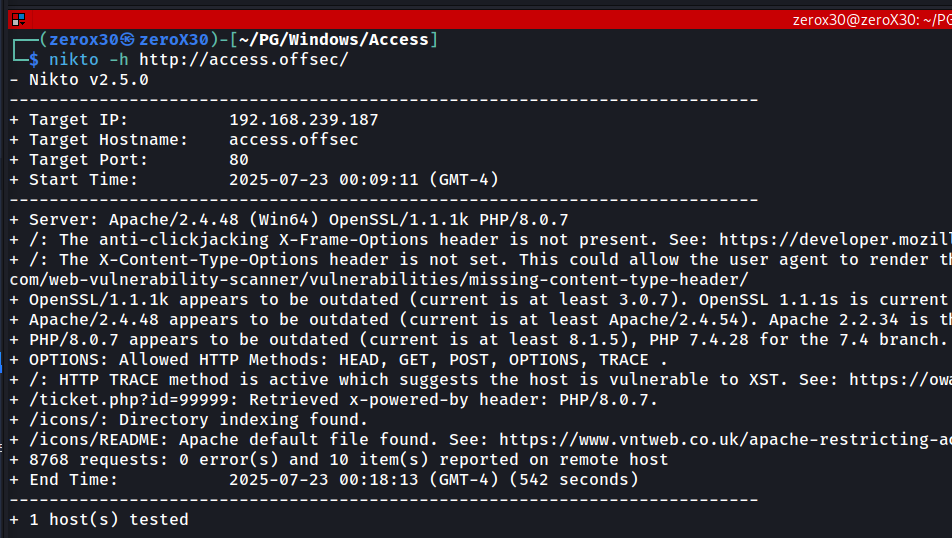 zerox30@zeroX30: ~/PG
┌──(zerox30㉿zeroX30)-[~/PG/Windows/Access]
└─$ nikto -h http://access.offsec/
- Nikto v2.5.0
---------------------------------------------------------------------------
+ Target IP:          192.168.239.187
+ Target Hostname:    access.offsec
+ Target Port:        80
+ Start Time:         2025-07-23 00:09:11 (GMT-4)
---------------------------------------------------------------------------
+ Server: Apache/2.4.48 (Win64) OpenSSL/1.1.1k PHP/8.0.7
+ /: The anti-clickjacking X-Frame-Options header is not present. See: https://developer.mozill
+ /: The X-Content-Type-Options header is not set. This could allow the user agent to render th
com/web-vulnerability-scanner/vulnerabilities/missing-content-type-header/
+ OpenSSL/1.1.1k appears to be outdated (current is at least 3.0.7). OpenSSL 1.1.1s is current
+ Apache/2.4.48 appears to be outdated (current is at least Apache/2.4.54). Apache 2.2.34 is th
+ PHP/8.0.7 appears to be outdated (current is at least 8.1.5), PHP 7.4.28 for the 7.4 branch.
+ OPTIONS: Allowed HTTP Methods: HEAD, GET, POST, OPTIONS, TRACE .
+ /: HTTP TRACE method is active which suggests the host is vulnerable to XST. See: https://owa
+ /ticket.php?id=99999: Retrieved x-powered-by header: PHP/8.0.7.
+ /icons/: Directory indexing found.
+ /icons/README: Apache default file found. See: https://www.vntweb.co.uk/apache-restricting-ac
+ 8768 requests: 0 error(s) and 10 item(s) reported on remote host
+ End Time:           2025-07-23 00:18:13 (GMT-4) (542 seconds)
---------------------------------------------------------------------------
+ 1 host(s) tested